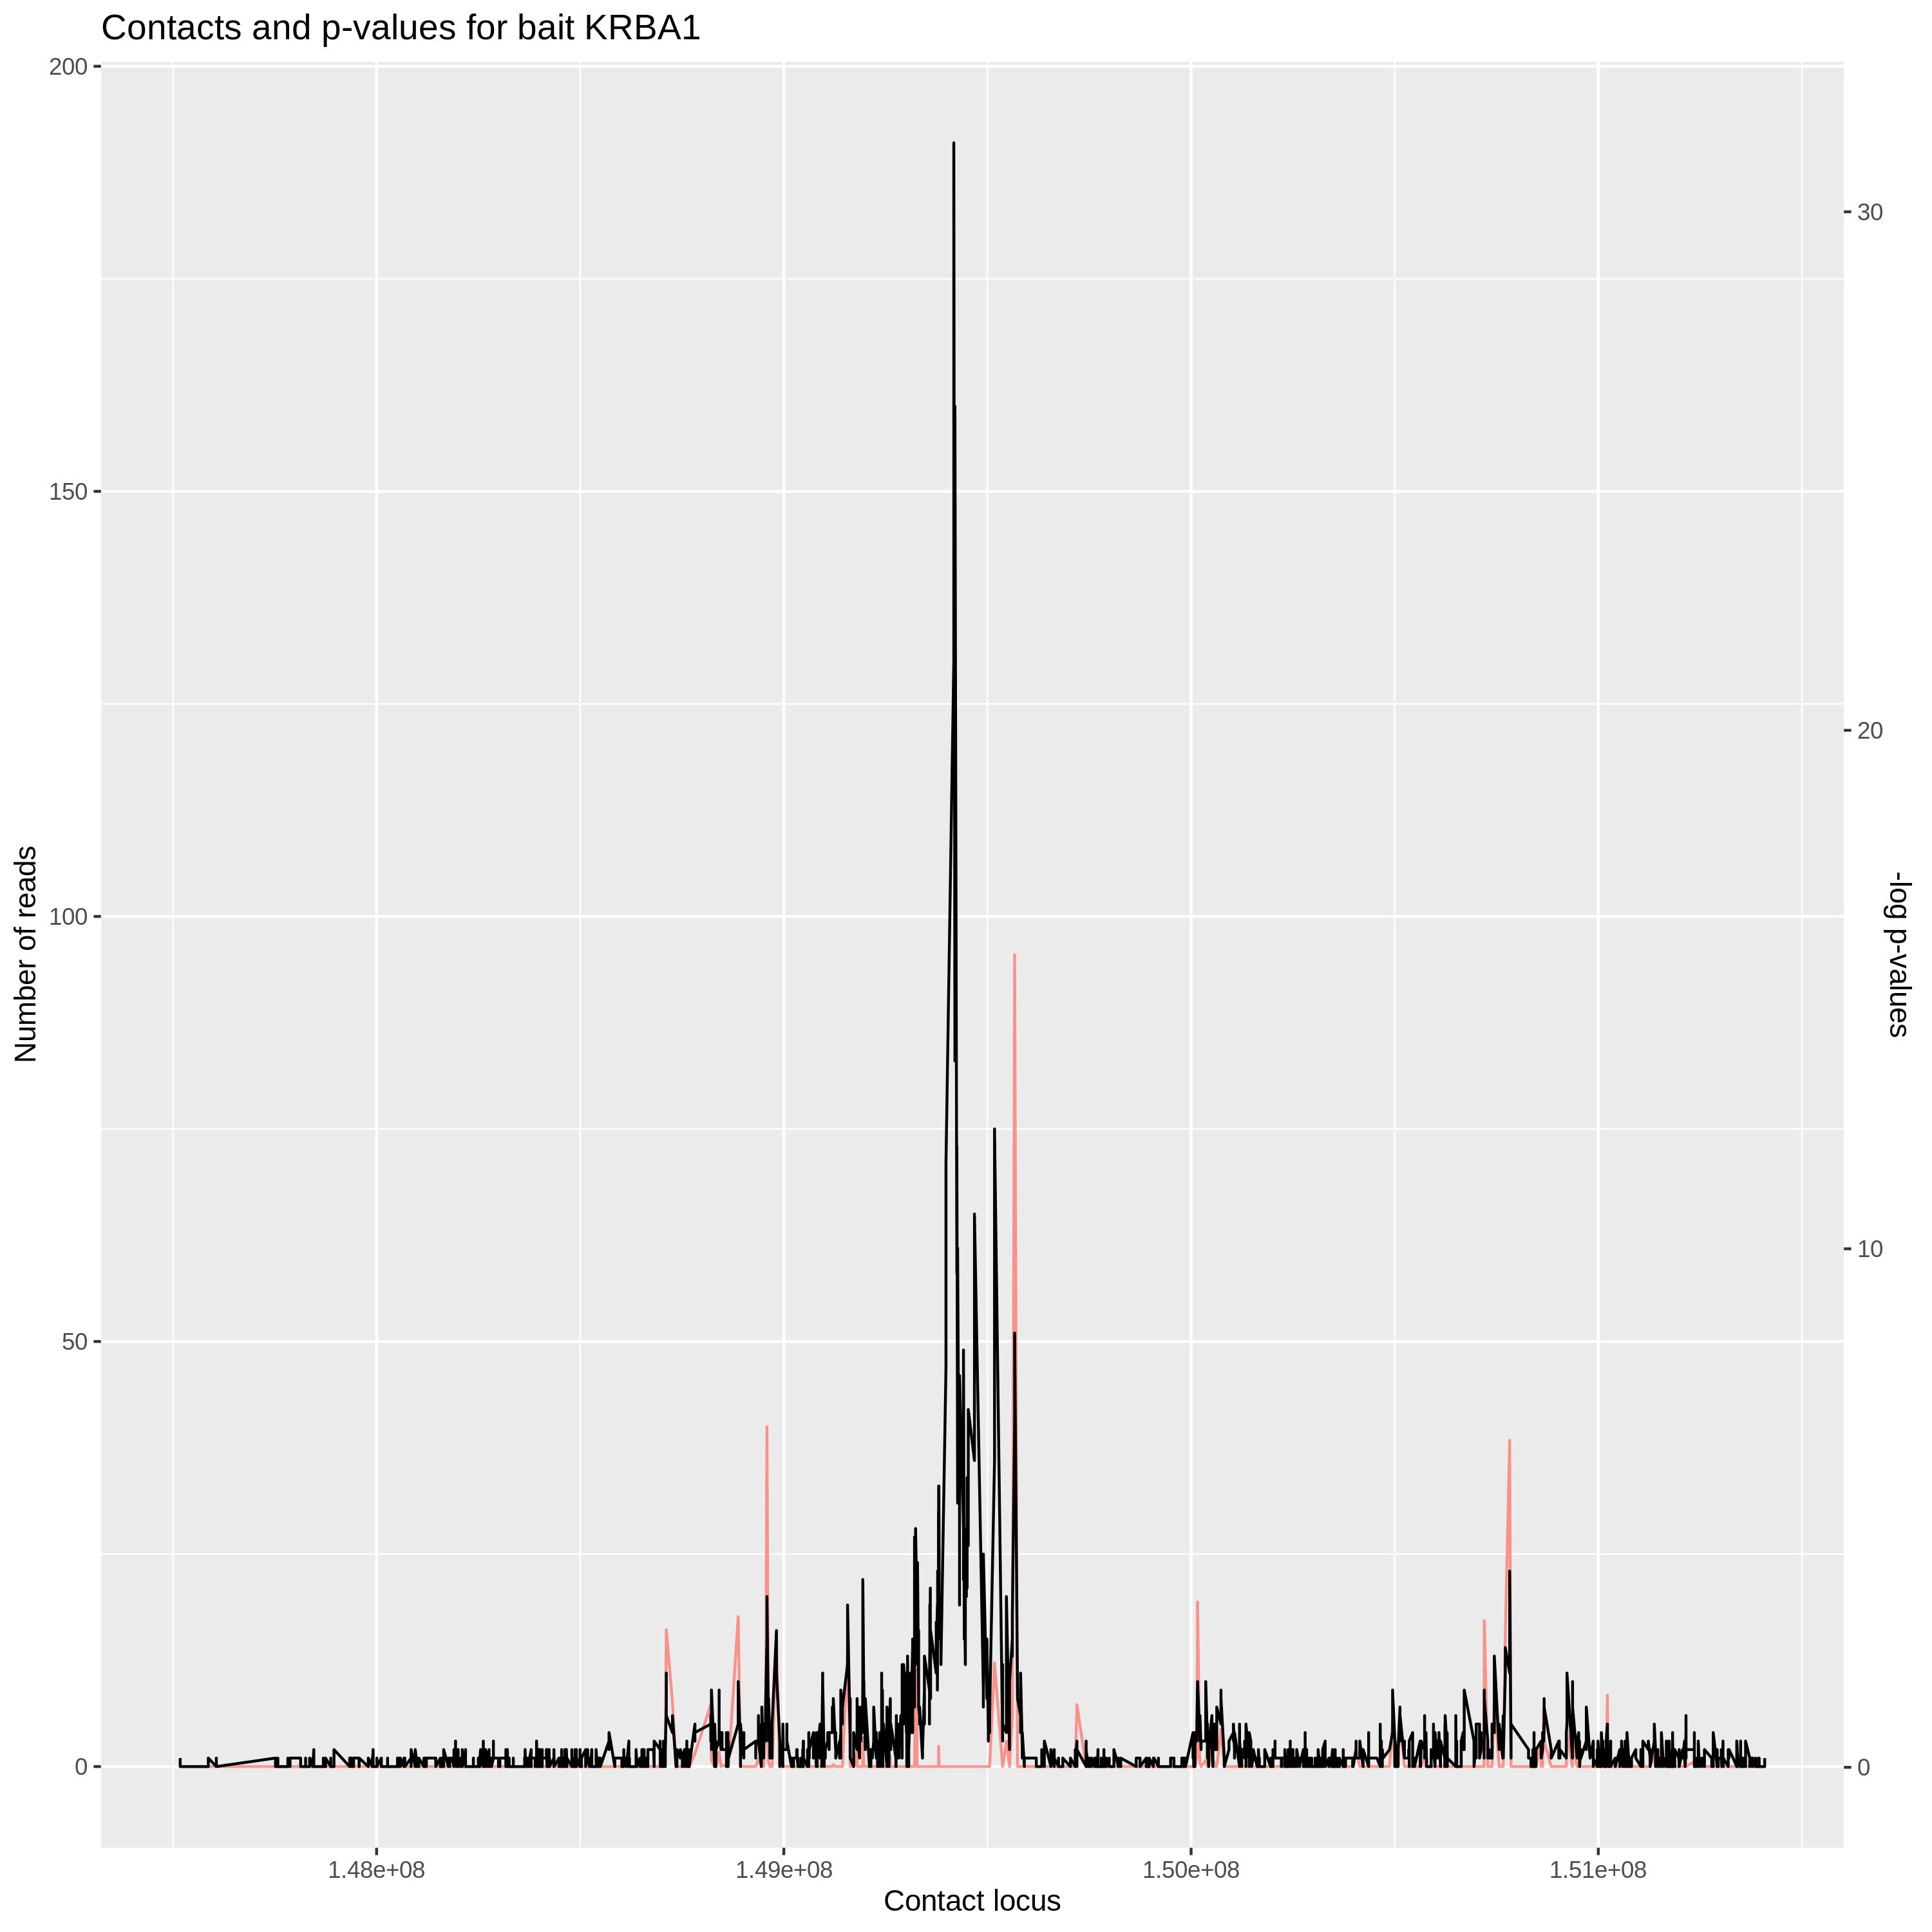 Contacts and p-values for bait KRBA1
200
150
100
50
0
Number of reads
30
20
10
0
-log p-values
1.48e+08
1.49e+08
1.50e+08
1.51e+08
Contact locus